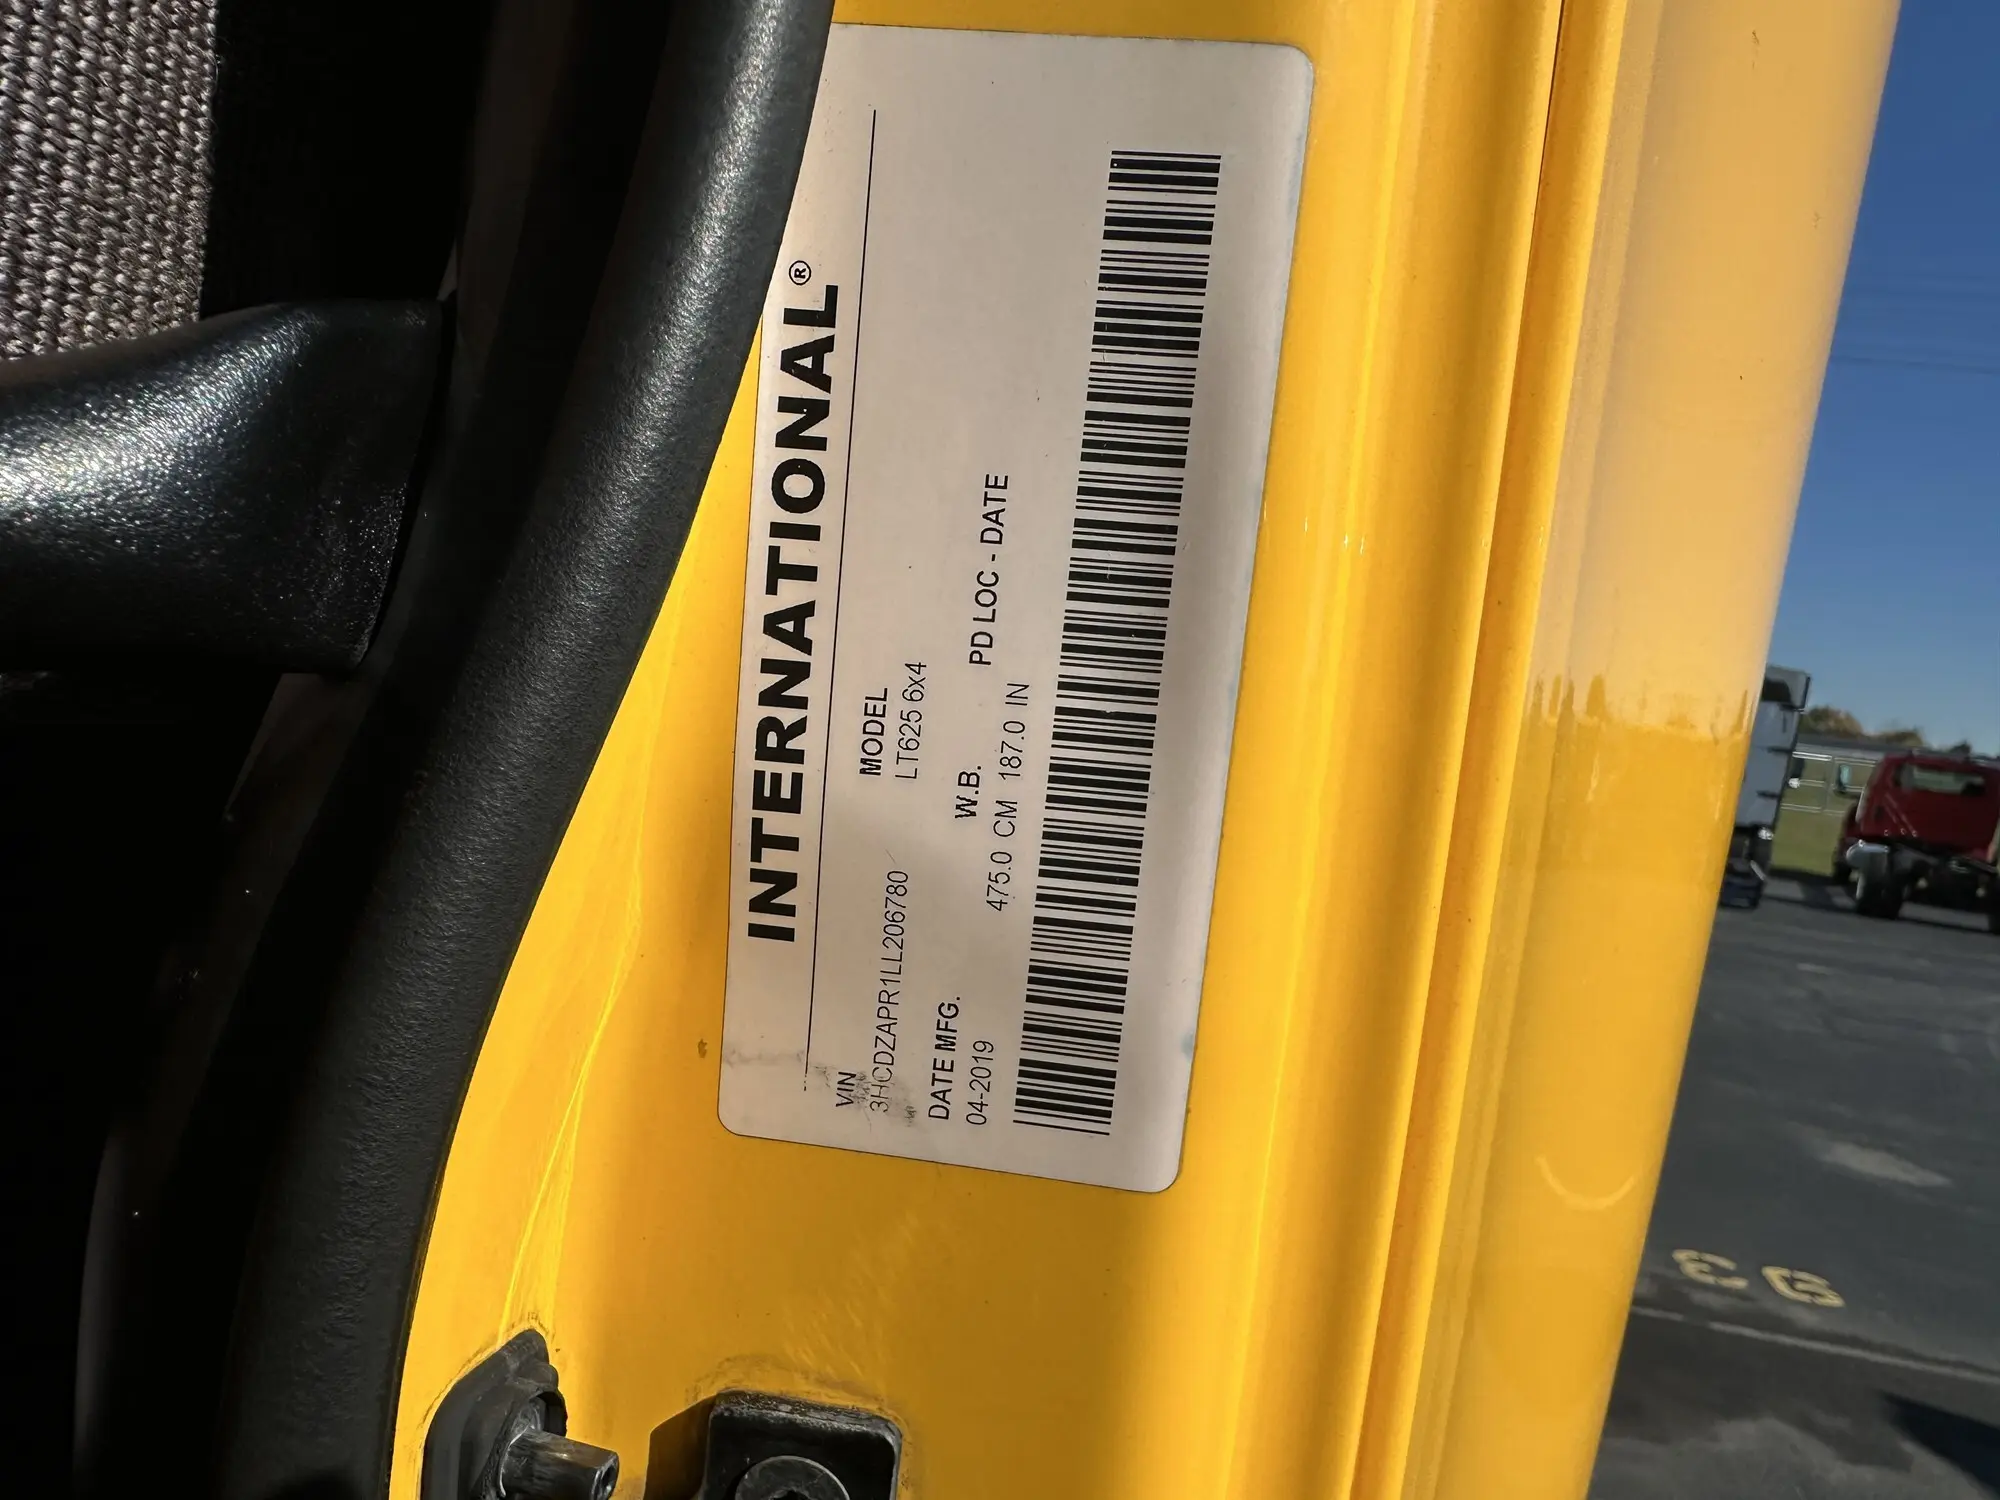 INTERNATIONAL®
VIN MODEL
3HCDZAPR1LL206780 LT625 6x4
DATE MFG. W.B. PD LOC - DATE
04-2019 475.0 CM 187.0 IN